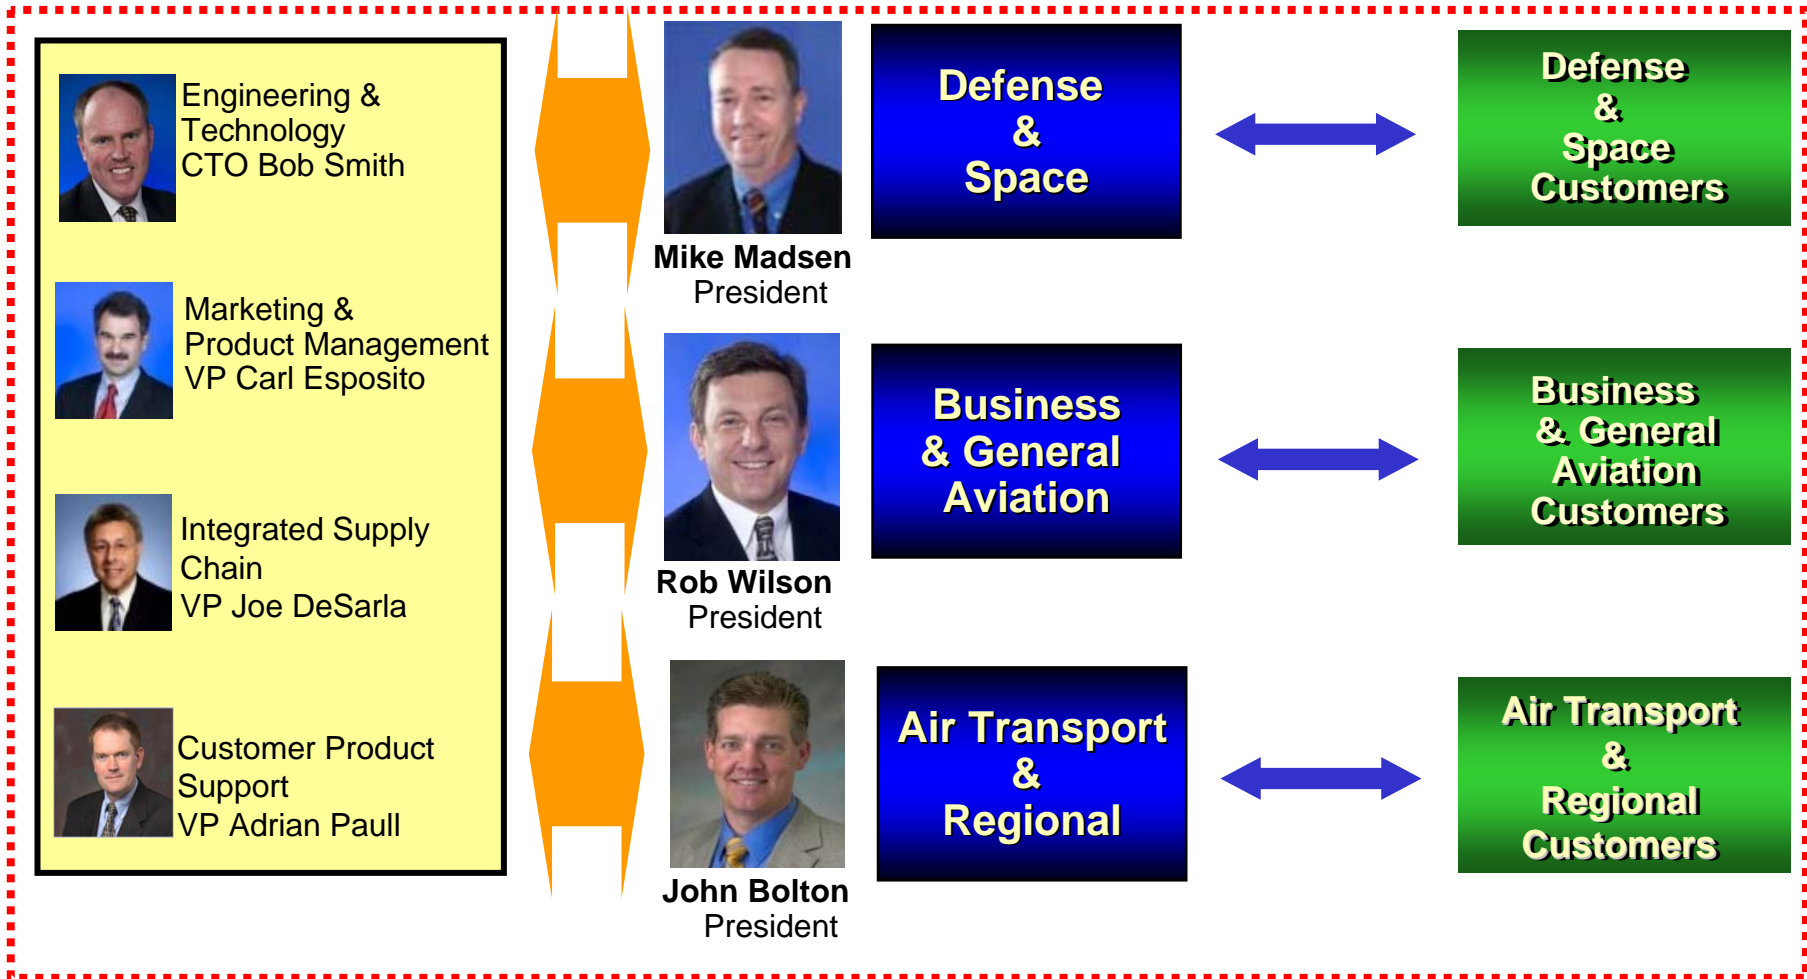 Engineering &
Technology
CTO Bob Smith
Marketing &
Product Management
VP Carl Esposito
Integrated Supply
Chain
VP Joe DeSarla
Customer Product
Support
VP Adrian Paull
Mike Madsen
President
Rob Wilson
President
John Bolton
President
Defense
&
Space
Business
& General
Aviation
Air Transport
&
Regional
Defense
&
Space
Customers
Business
& General
Aviation
Customers
Air Transport
&
Regional
Customers